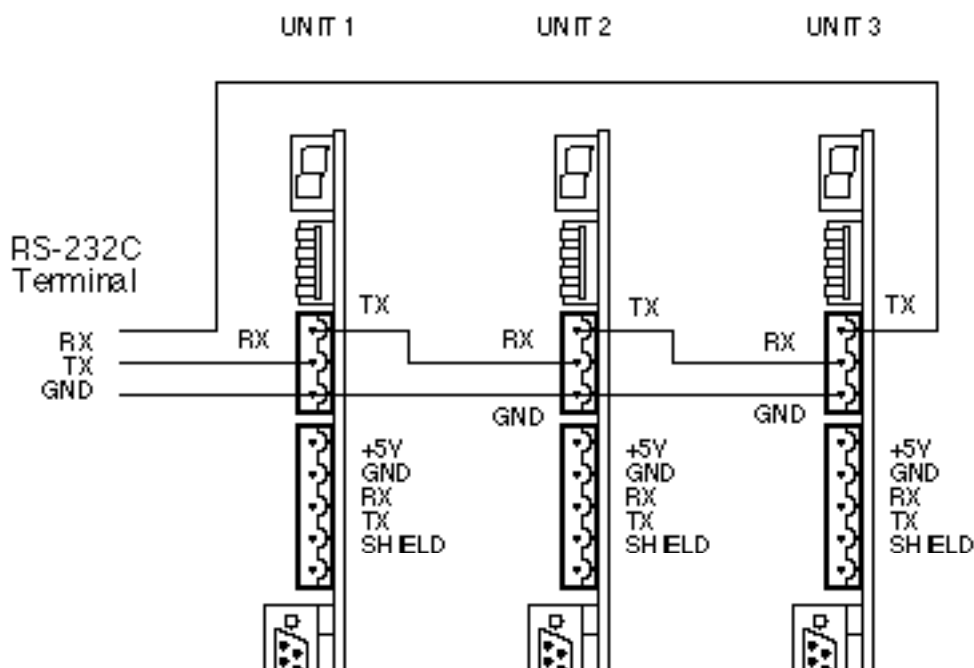 UNIT 1
UNIT 2
UNIT 3
RS-232C
Terminal
RX
TX
GND
RX
TX
RX
TX
RX
TX
GND
GND
+5V
GND
RX
TX
SHIELD
+5V
GND
RX
TX
SHIELD
+5V
GND
RX
TX
SHIELD